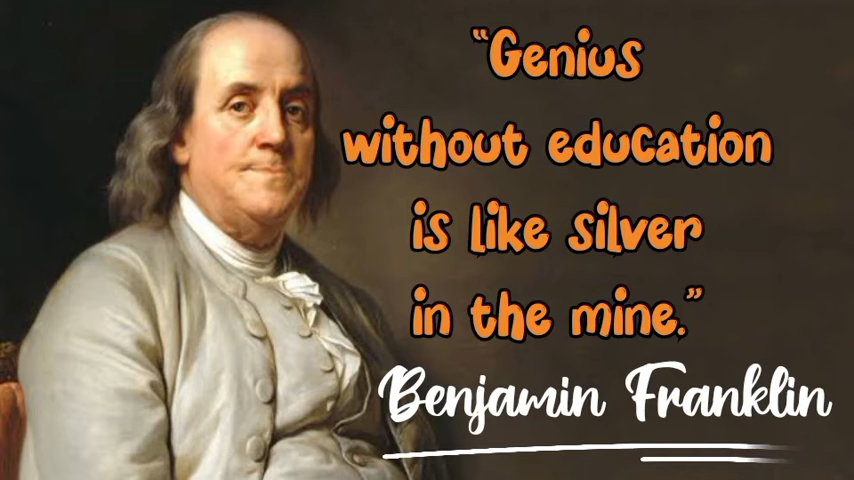 “Genius
without education
is like silver
in the mine.”
Benjamin Franklin